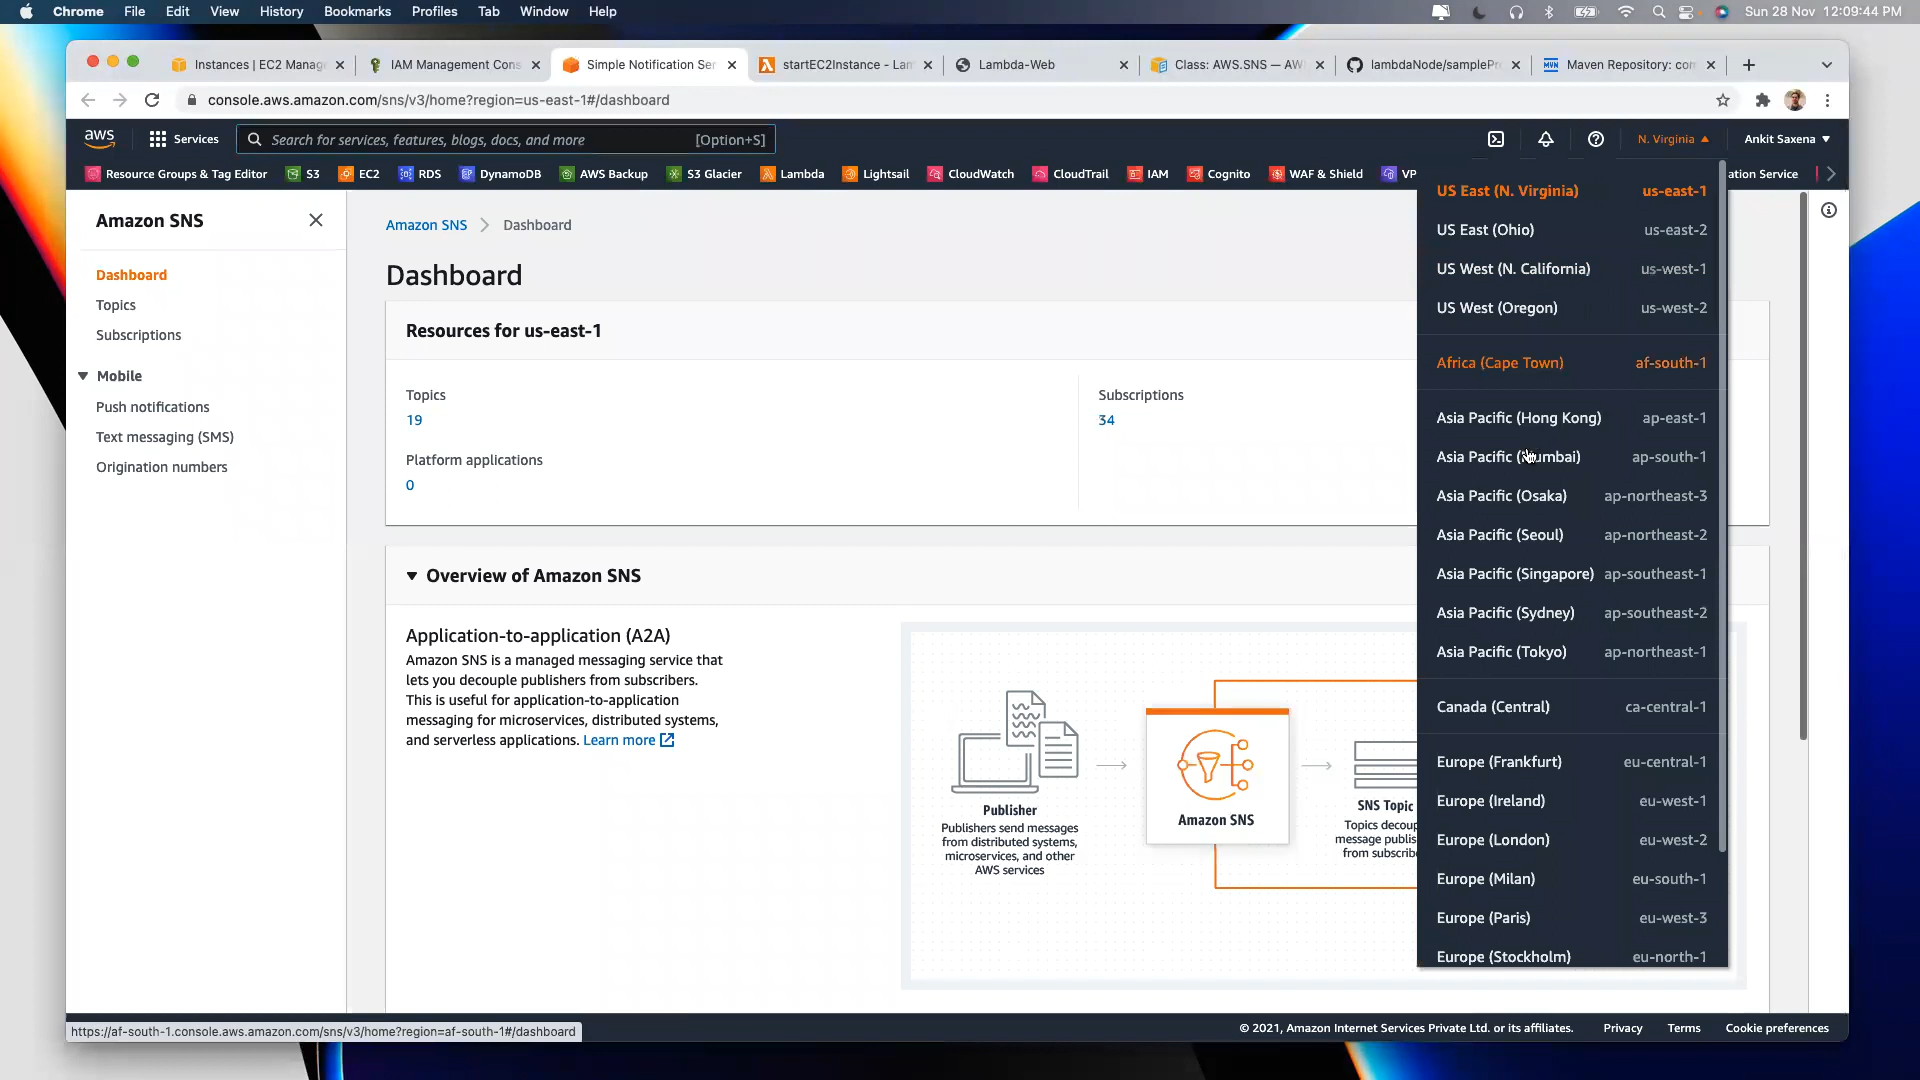 Chrome File Edit View History Bookmarks Profiles Tab Window Help Sun 28 Nov 12:09:44 PM
Instances | EC2 Manag
IAM Management Cons
Simple Notification Ser
startEC2Instance - Lam
Lambda-Web
Class: AWS.SNS — AW
lambdaNode/samplePr
Maven Repository: com
console.aws.amazon.com/sns/v3/home?region=us-east-1#/dashboard
aws Services Search for services, features, blogs, docs, and more [Option+S] N. Virginia Ankit Saxena
Resource Groups & Tag Editor S3 EC2 RDS DynamoDB AWS Backup S3 Glacier Lambda Lightsail CloudWatch CloudTrail IAM Cognito WAF & Shield VP ation Service
Amazon SNS
Dashboard
Topics
Subscriptions
Mobile
Push notifications
Text messaging (SMS)
Origination numbers
Amazon SNS Dashboard
Dashboard
Resources for us-east-1
Topics
19
Platform applications
0
Subscriptions
34
Overview of Amazon SNS
Application-to-application (A2A)
Amazon SNS is a managed messaging service that
lets you decouple publishers from subscribers.
This is useful for application-to-application
messaging for microservices, distributed systems,
and serverless applications. Learn more
Publisher
Publishers send messages
from distributed systems,
microservices, and other
AWS services
Amazon SNS
SNS Topic
Topics decoup
message publis
from subscribe
US East (N. Virginia) us-east-1
US East (Ohio) us-east-2
US West (N. California) us-west-1
US West (Oregon) us-west-2
Africa (Cape Town) af-south-1
Asia Pacific (Hong Kong) ap-east-1
Asia Pacific (Mumbai) ap-south-1
Asia Pacific (Osaka) ap-northeast-3
Asia Pacific (Seoul) ap-northeast-2
Asia Pacific (Singapore) ap-southeast-1
Asia Pacific (Sydney) ap-southeast-2
Asia Pacific (Tokyo) ap-northeast-1
Canada (Central) ca-central-1
Europe (Frankfurt) eu-central-1
Europe (Ireland) eu-west-1
Europe (London) eu-west-2
Europe (Milan) eu-south-1
Europe (Paris) eu-west-3
Europe (Stockholm) eu-north-1
https://af-south-1.console.aws.amazon.com/sns/v3/home?region=af-south-1#/dashboard
© 2021, Amazon Internet Services Private Ltd. or its affiliates. Privacy Terms Cookie preferences